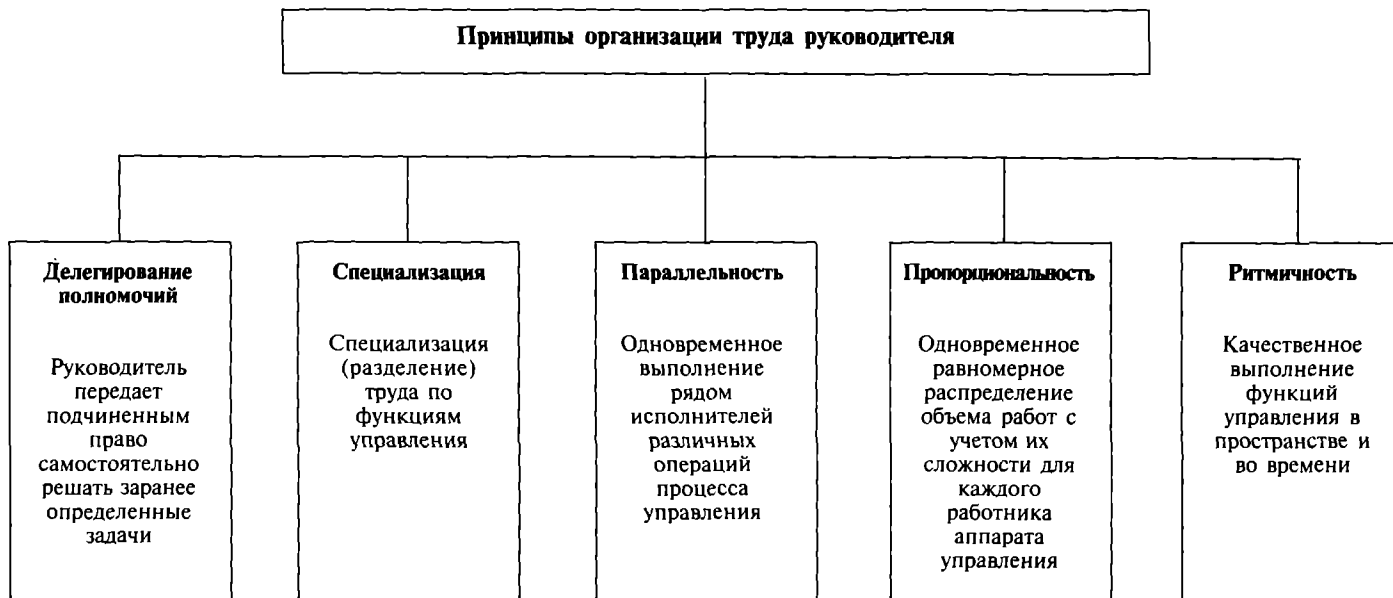 Принципы организации труда руководителя
Делегирование
полномочий
Руководитель
передает
подчиненным
право
самостоятельно
решать заранее
определенные
задачи
Специализация
Специализация
(разделение)
труда по
функциям
управления
Параллельность
Одновременное
выполнение
рядом
исполнителей
различных
операций
процесса
управления
Пропорциональность
Одновременное
равномерное
распределение
объема работ с
учетом их
сложности для
каждого
работника
аппарата
управления
Ритмичность
Качественное
выполнение
функций
управления в
пространстве и
во времени